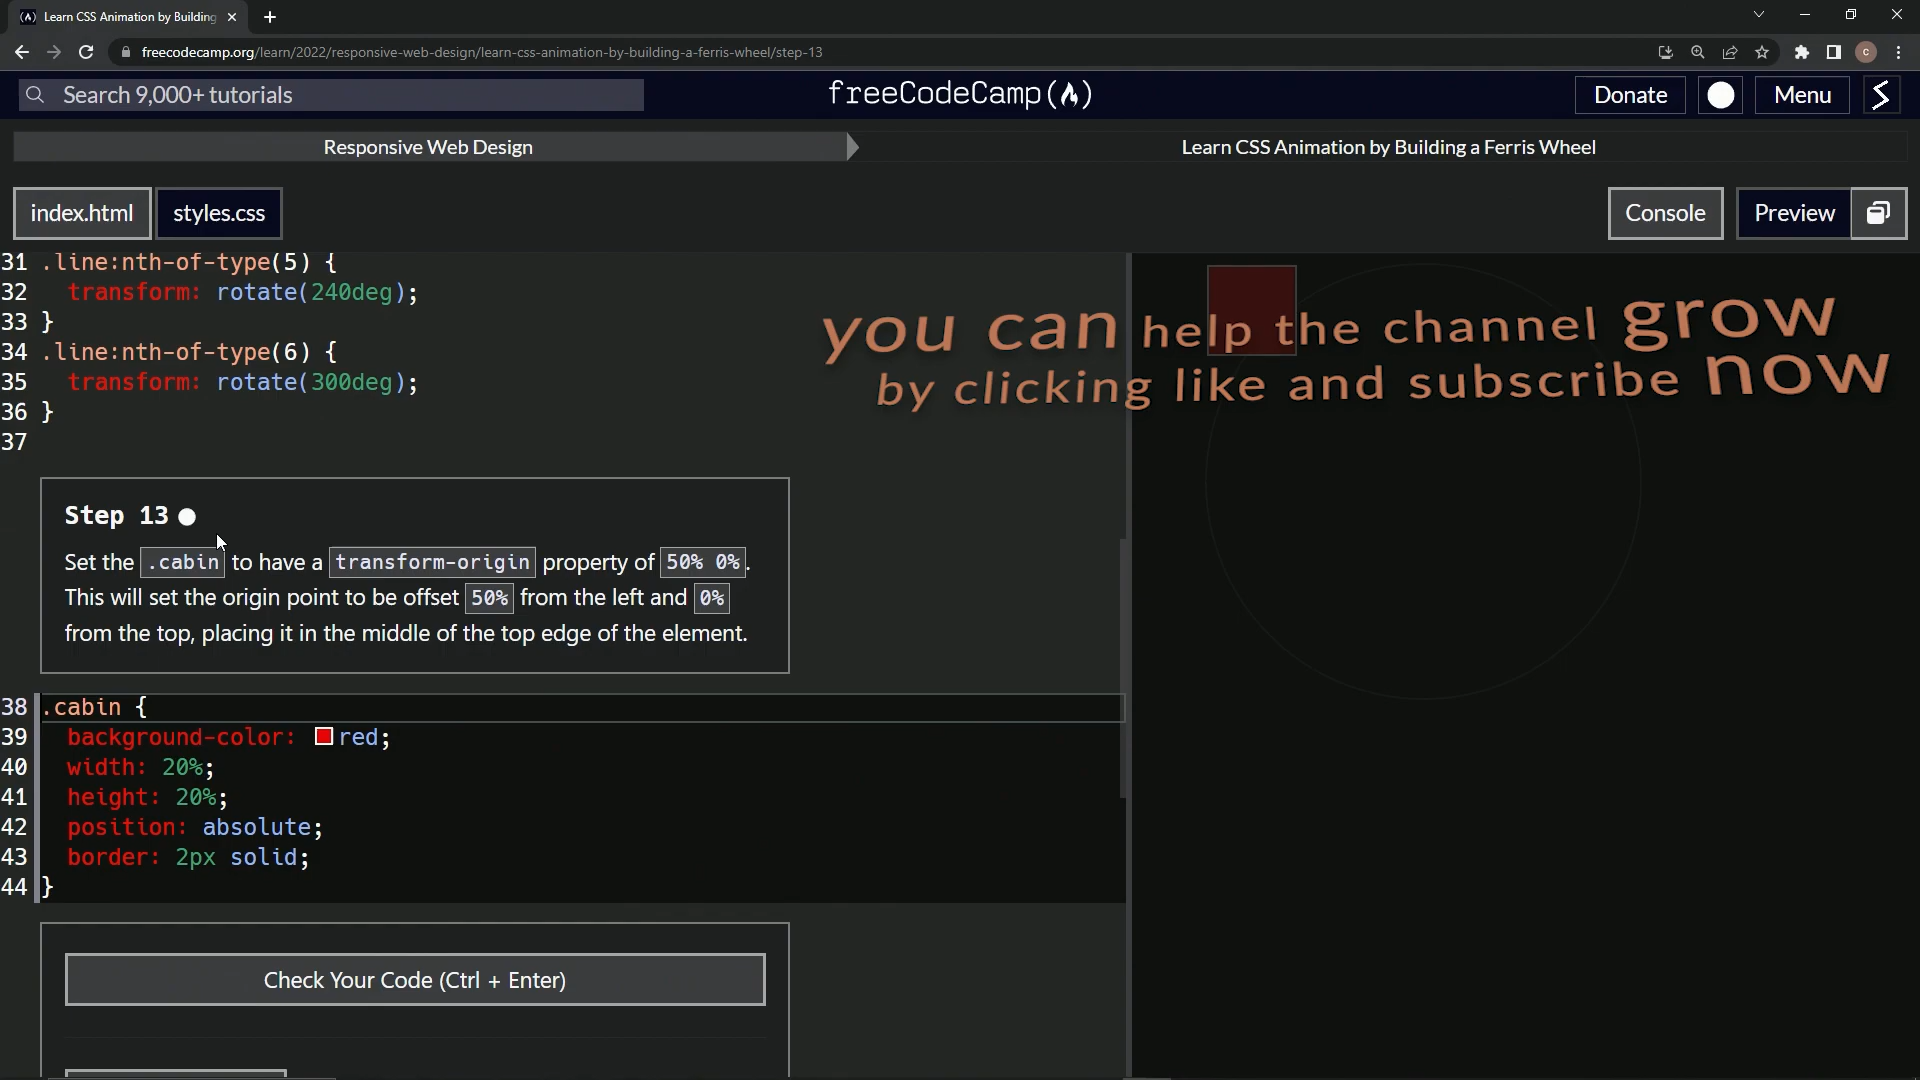 Learn CSS Animation by Building
freecodecamp.org/learn/2022/responsive-web-design/learn-css-animation-by-building-a-ferris-wheel/step-13
C
Search 9,000+ tutorials
freeCodeCamp
Donate
Menu
Responsive Web Design
Learn CSS Animation by Building a Ferris Wheel
index.html
styles.css
Console
Preview
31 .line:nth-of-type(5) {
32 transform: rotate(240deg);
33 }
34 .line:nth-of-type(6) {
35 transform: rotate(300deg);
36 }
37
you can help the channel grow
by clicking like and subscribe now
Step 13
Set the .cabin to have a transform-origin property of 50% 0%.
This will set the origin point to be offset 50% from the left and 0%
from the top, placing it in the middle of the top edge of the element.
38 .cabin {
39 background-color: red;
40 width: 20%;
41 height: 20%;
42 position: absolute;
43 border: 2px solid;
44 }
Check Your Code (Ctrl + Enter)